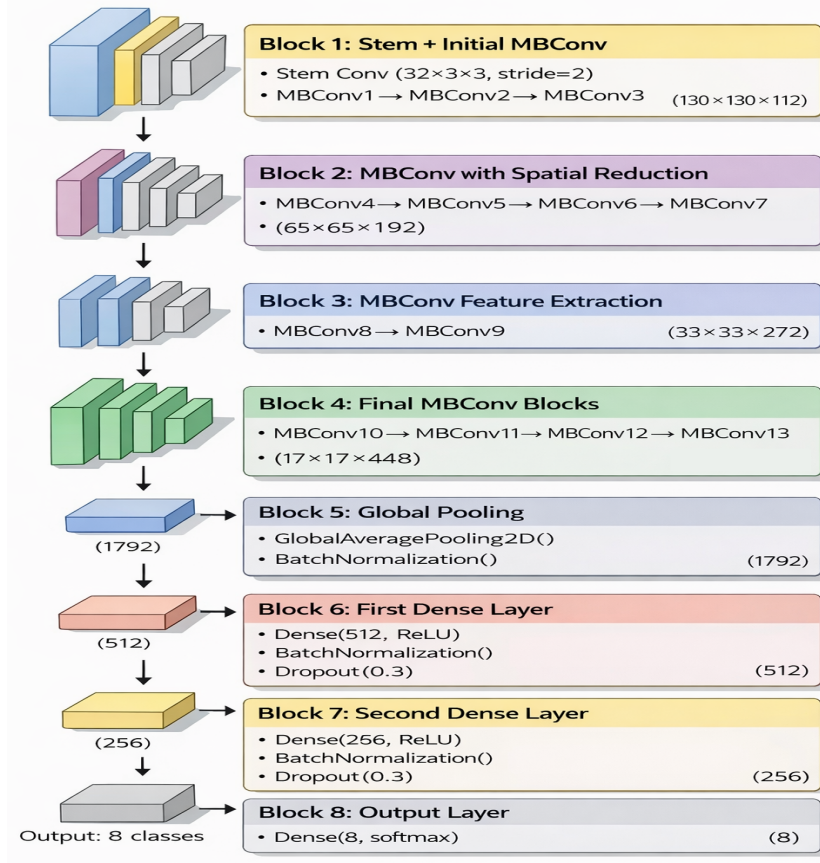 Block 1: Stem + Initial MBConv
• Stem Conv (32×3×3, stride=2)
• MBConv1 → MBConv2 → MBConv3 (130×130×112)
Block 2: MBConv with Spatial Reduction
• MBConv4 → MBConv5 → MBConv6 → MBConv7
• (65×65×192)
Block 3: MBConv Feature Extraction
• MBConv8 → MBConv9 (33×33×272)
Block 4: Final MBConv Blocks
• MBConv10 → MBConv11 → MBConv12 → MBConv13
• (17×17×448)
(1792)
Block 5: Global Pooling
• GlobalAveragePooling2D()
• BatchNormalization() (1792)
(512)
Block 6: First Dense Layer
• Dense(512, ReLU)
• BatchNormalization()
• Dropout(0.3) (512)
(256)
Block 7: Second Dense Layer
• Dense(256, ReLU)
• BatchNormalization()
• Dropout(0.3) (256)
Output: 8 classes
Block 8: Output Layer
• Dense(8, softmax) (8)